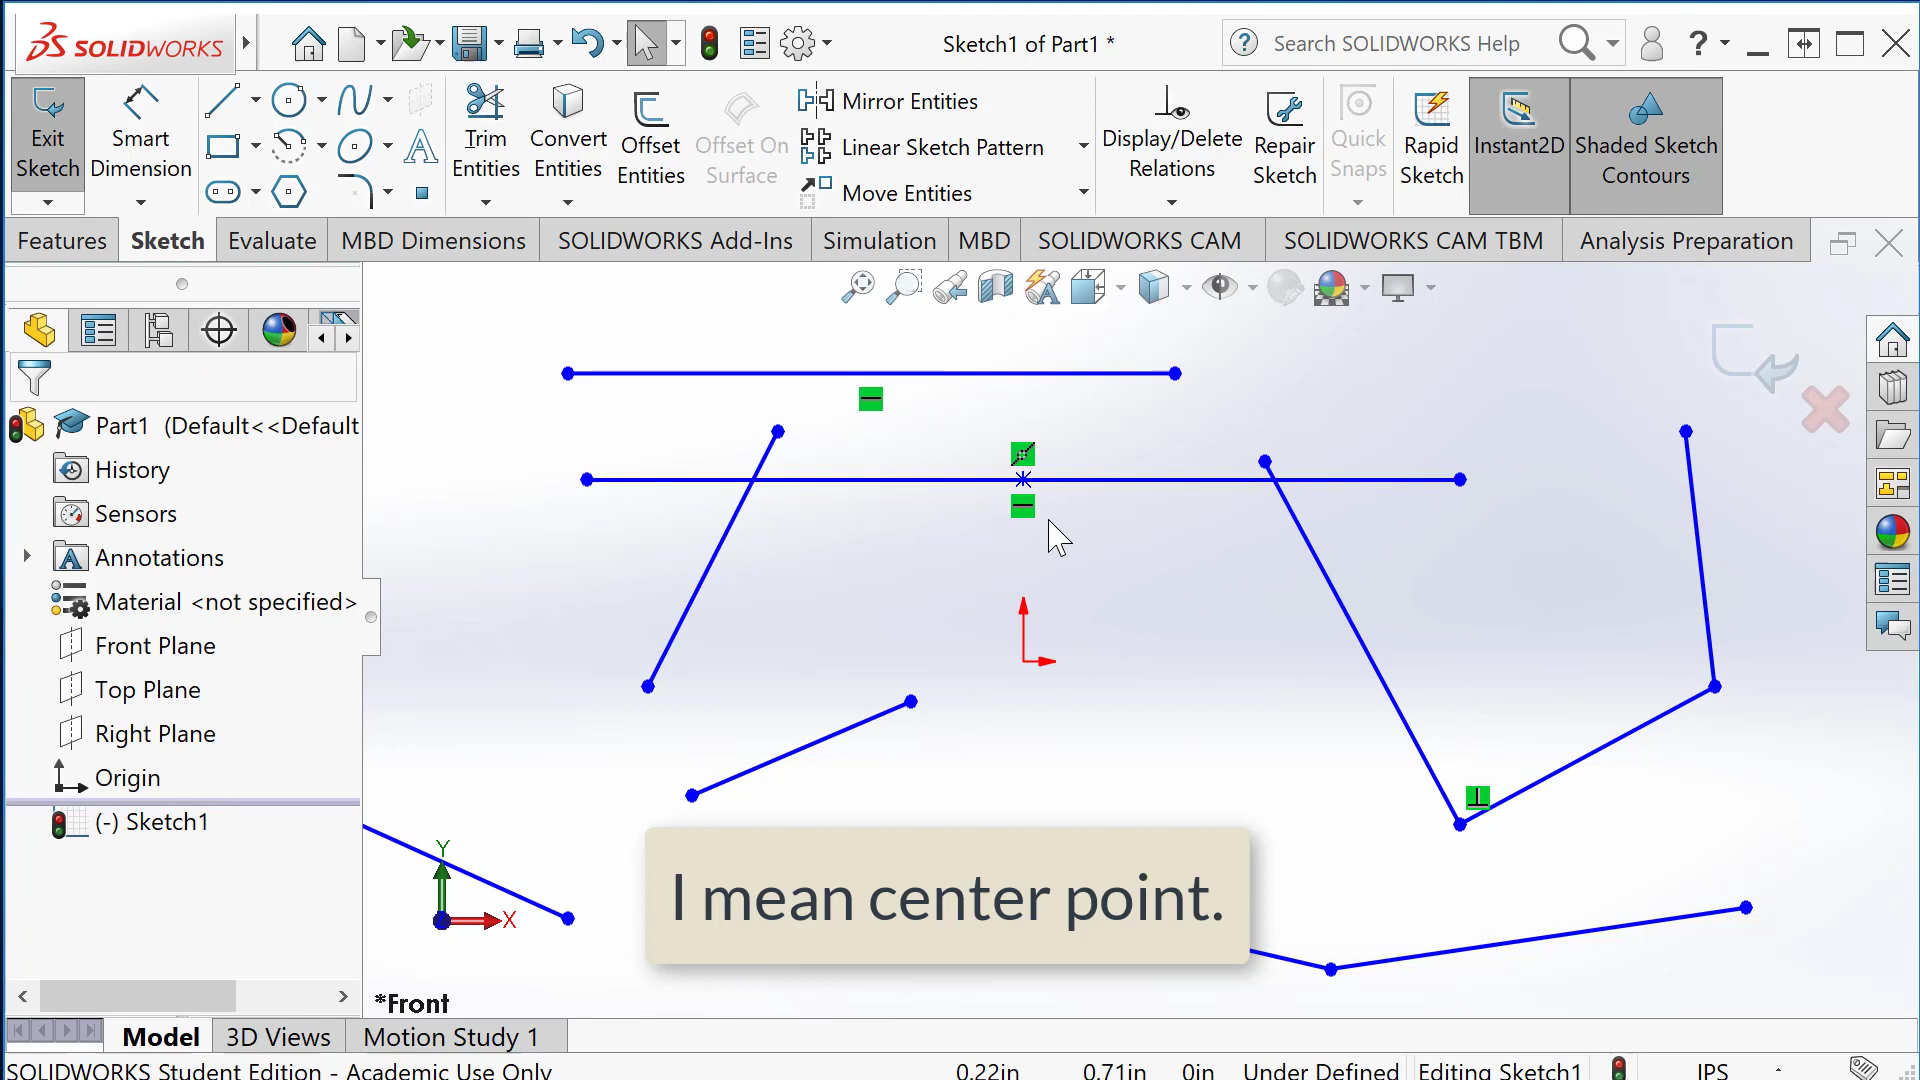 SOLIDWORKS
Sketch1 of Part1 *
Search SOLIDWORKS Help
?
Exit Sketch
Smart Dimension
Trim Entities
Convert Entities
Offset Entities
Offset On Surface
Mirror Entities
Linear Sketch Pattern
Move Entities
Display/Delete Relations
Repair Sketch
Quick Snaps
Rapid Sketch
Instant2D
Shaded Sketch Contours
Features
Sketch
Evaluate
MBD Dimensions
SOLIDWORKS Add-Ins
Simulation
MBD
SOLIDWORKS CAM
SOLIDWORKS CAM TBM
Analysis Preparation
Part1 (Default<<Default
History
Sensors
Annotations
Material <not specified>
Front Plane
Top Plane
Right Plane
Origin
(-) Sketch1
Y
X
I mean center point.
*Front
Model
3D Views
Motion Study 1
SOLIDWORKS Student Edition - Academic Use Only
0.22in
0.71in
0in
Under Defined
Editing Sketch1
IPS